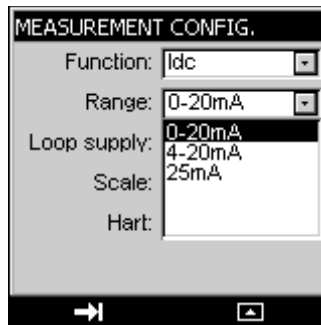 MEASUREMENT CONFIG.
Function: Idc
Range: 0-20mA
0-20mA
Loop supply:
4-20mA
25mA
Scale:
Hart: